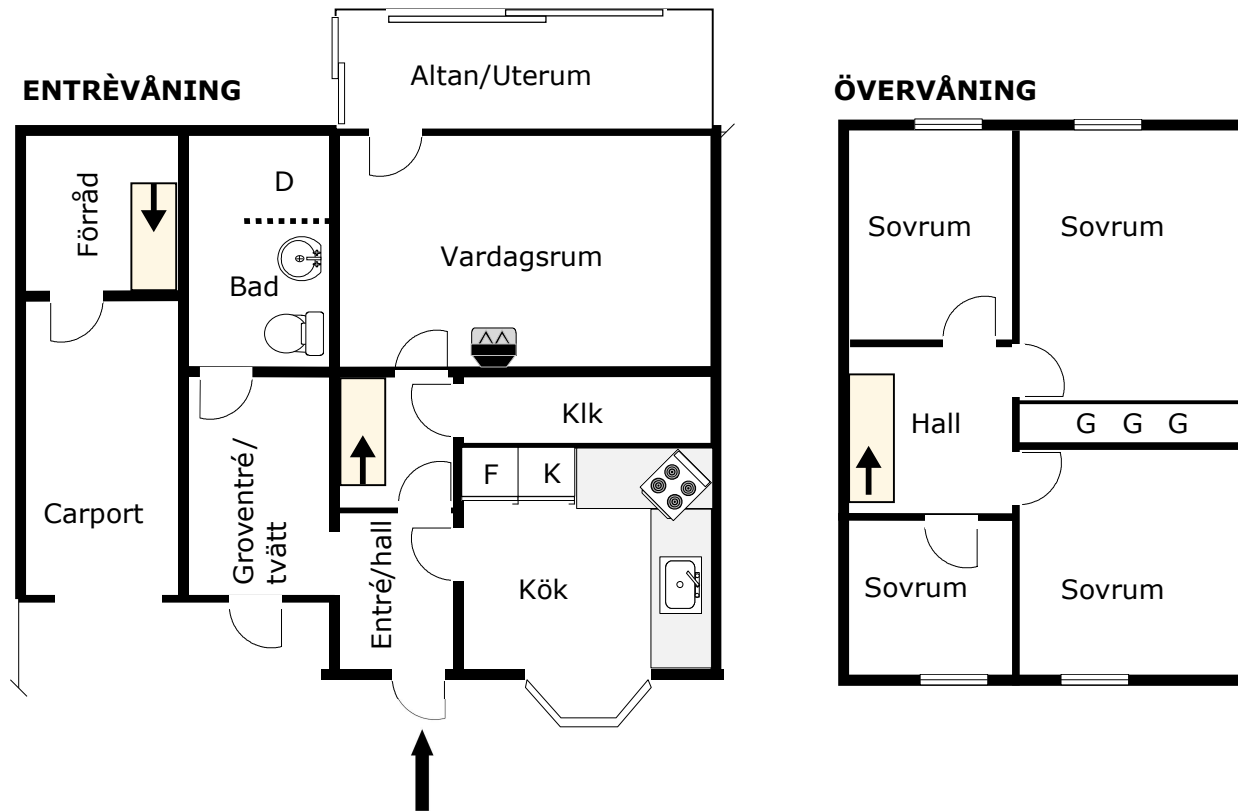 ENTRÈVÅNING
Altan/Uterum
Förråd
D
Bad
Vardagsrum
Klk
F K
Carport
Groventré/
tvätt
Entré/hall
Kök
ÖVERVÅNING
Sovrum
Sovrum
Hall
G G G
Sovrum
Sovrum